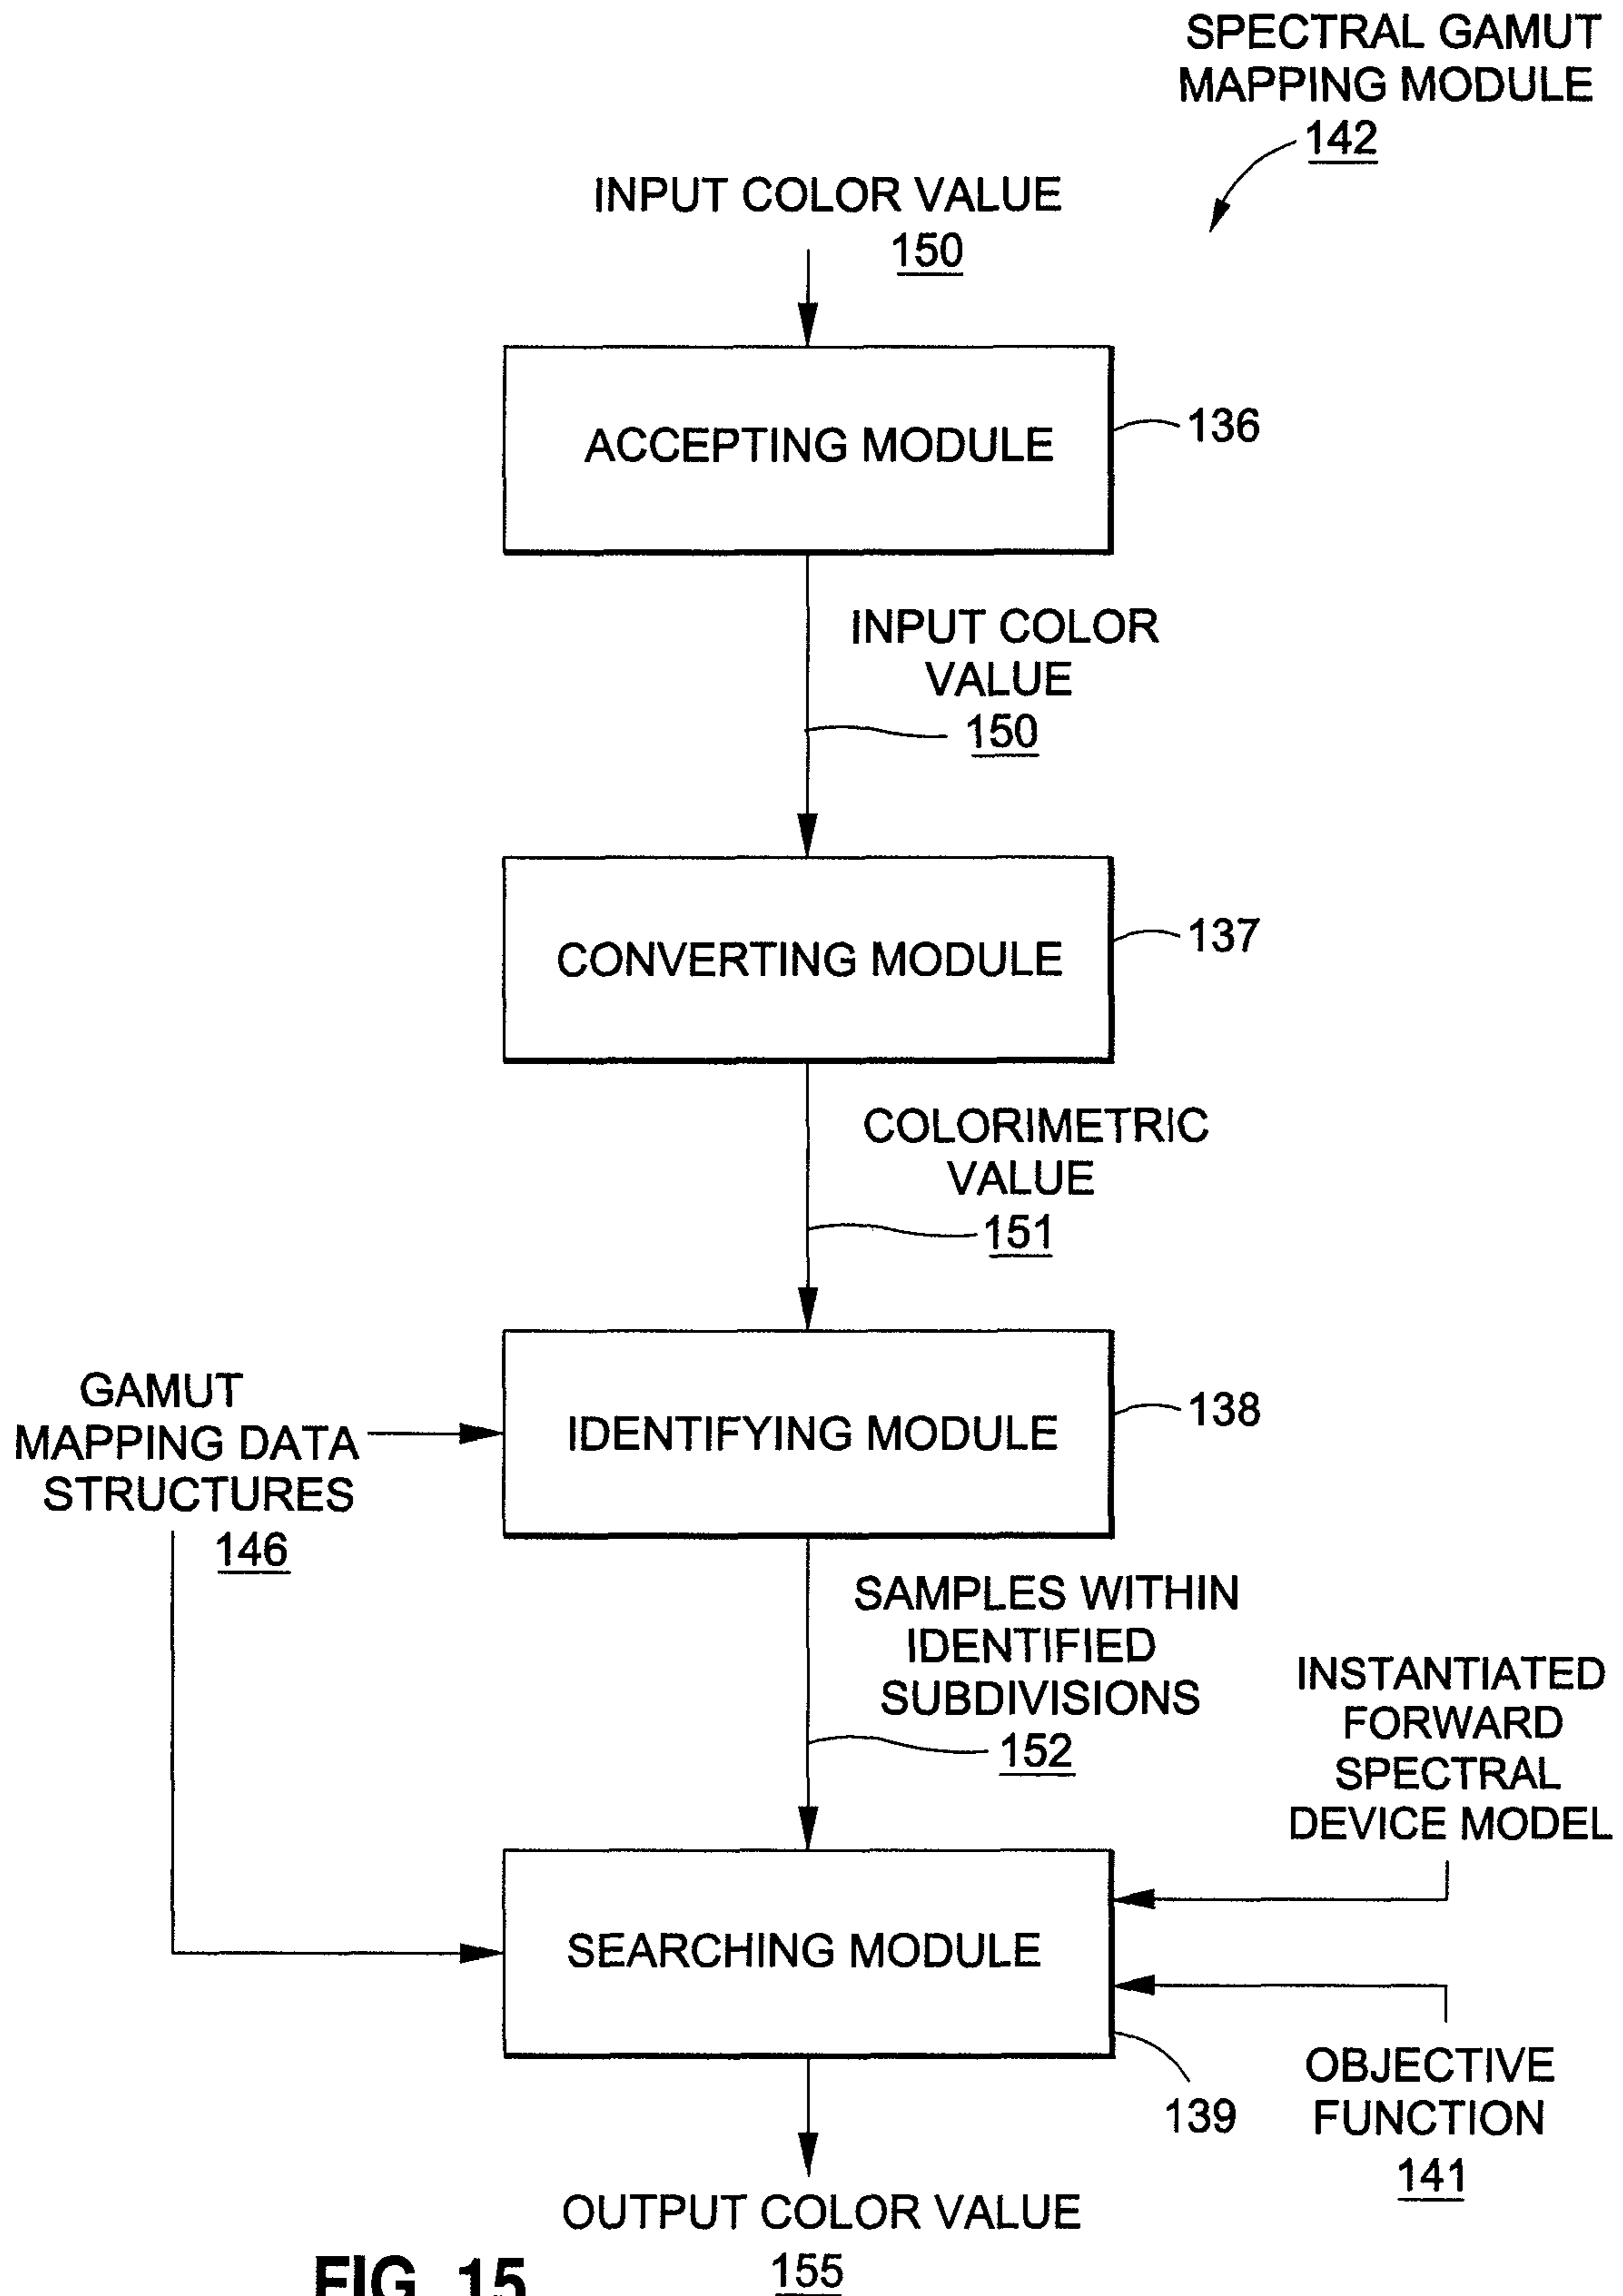 SPECTRAL GAMUT
MAPPING MODULE
142
INPUT COLOR VALUE
150
ACCEPTING MODULE
136
INPUT COLOR
VALUE
150
CONVERTING MODULE
137
COLORIMETRIC
VALUE
151
GAMUT
MAPPING DATA
STRUCTURES
146
IDENTIFYING MODULE
138
SAMPLES WITHIN
IDENTIFIED
SUBDIVISIONS
152
INSTANTIATED
FORWARD
SPECTRAL
DEVICE MODEL
SEARCHING MODULE
139
OBJECTIVE
FUNCTION
141
OUTPUT COLOR VALUE
155
FIG. 15